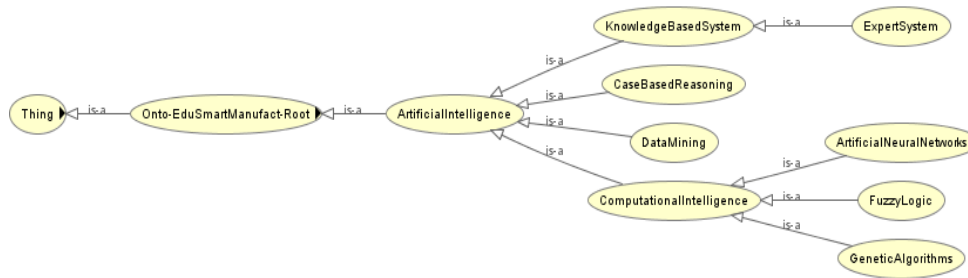 KnowledgeBasedSystem
is-a
ExpertSystem
is-a
CaseBasedReasoning
is-a
Thing
is-a
Onto-EduSmartManufact-Root
is-a
ArtificialIntelligence
is-a
DataMining
is-a
ArtificialNeuralNetworks
is-a
ComputationalIntelligence
is-a
FuzzyLogic
is-a
GeneticAlgorithms